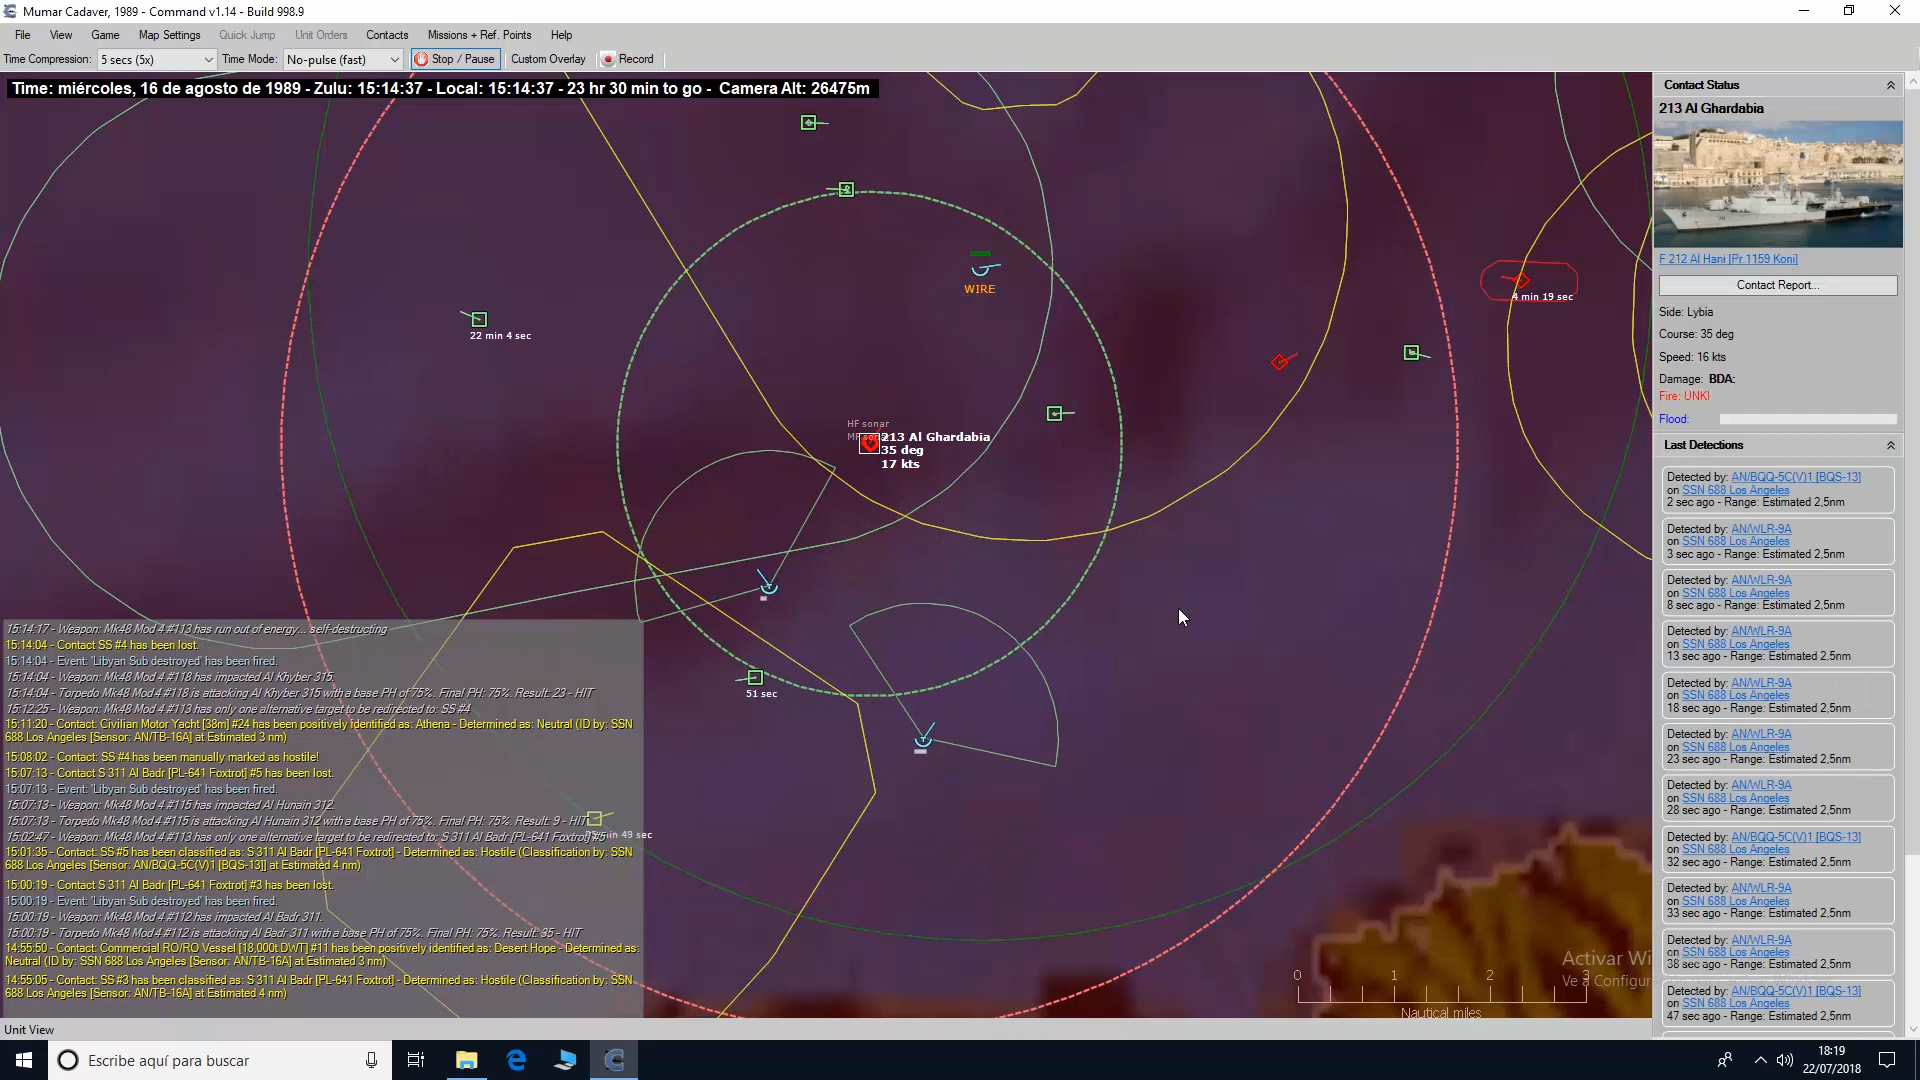 Mumar Cadaver, 1989 - Command v1.14 - Build 998.9
File View Game Map Settings Quick Jump Unit Orders Contacts Missions + Ref. Points Help
Time Compression: 5 secs (5x) Time Mode: No-pulse (fast) Stop / Pause Custom Overlay Record
Time: miércoles, 16 de agosto de 1989 - Zulu: 15:14:37 - Local: 15:14:37 - 23 hr 30 min to go - Camera Alt: 26475m
WIRE
22 min 4 sec
4 min 19 sec
HF sonar
213 Al Ghardabia
35 deg
17 kts
51 sec
min 49 sec
15:14:17 - Weapon: Mk48 Mod 4 #113 has run out of energy... self-destructing
15:14:04 - Contact SS #4 has been lost.
15:14:04 - Event: 'Libyan Sub destroyed' has been fired.
15:14:04 - Weapon: Mk48 Mod 4 #118 has impacted Al Khyber 315.
15:14:04 - Torpedo Mk48 Mod 4 #118 is attacking Al Khyber 315 with a base PH of 75%. Final PH: 75%. Result: 23 - HIT
15:12:25 - Weapon: Mk48 Mod 4 #113 has only one alternative target to be redirected to: SS #4
15:11:20 - Contact: Civilian Motor Yacht [38m] #24 has been positively identified as: Athena - Determined as: Neutral (ID by: SSN
688 Los Angeles [Sensor: AN/TB-16A] at Estimated 3 nm)
15:08:02 - Contact: SS #4 has been manually marked as hostile!
15:07:13 - Contact S 311 Al Badr [PL-641 Foxtrot] #5 has been lost.
15:07:13 - Event: 'Libyan Sub destroyed' has been fired.
15:07:13 - Weapon: Mk48 Mod 4 #115 has impacted Al Hunain 312.
15:07:13 - Torpedo Mk48 Mod 4 #115 is attacking Al Hunain 312 with a base PH of 75%. Final PH: 75%. Result: 9 - HIT
15:02:47 - Weapon: Mk48 Mod 4 #113 has only one alternative target to be redirected to: S 311 Al Badr [PL-641 Foxtrot] #5
15:01:35 - Contact: SS #5 has been classified as: S 311 Al Badr [PL-641 Foxtrot] - Determined as: Hostile (Classification by: SSN
688 Los Angeles [Sensor: AN/BQQ-5C(V)1 [BQS-13]] at Estimated 4 nm)
15:00:19 - Contact S 311 Al Badr [PL-641 Foxtrot] #3 has been lost.
15:00:19 - Event: 'Libyan Sub destroyed' has been fired.
15:00:19 - Weapon: Mk48 Mod 4 #112 has impacted Al Badr 311.
15:00:19 - Torpedo Mk48 Mod 4 #112 is attacking Al Badr 311 with a base PH of 75%. Final PH: 75%. Result: 35 - HIT
14:55:50 - Contact: Commercial RO/RO Vessel [18,000t DWT] #11 has been positively identified as: Desert Hope - Determined as:
Neutral (ID by: SSN 688 Los Angeles [Sensor: AN/TB-16A] at Estimated 3 nm)
14:55:05 - Contact: SS #3 has been classified as: S 311 Al Badr [PL-641 Foxtrot] - Determined as: Hostile (Classification by: SSN
688 Los Angeles [Sensor: AN/TB-16A] at Estimated 4 nm)
0 1 2 3
Nautical miles
Activar Wi
Ve a Configur
Contact Status
213 Al Ghardabia
F 212 Al Hani [Pr.1159 Koni]
Contact Report...
Side: Lybia
Course: 35 deg
Speed: 16 kts
Damage: BDA:
Fire: UNKI
Flood:
Last Detections
Detected by: AN/BQQ-5C(V)1 [BQS-13]
on SSN 688 Los Angeles
2 sec ago - Range: Estimated 2,5nm
Detected by: AN/WLR-9A
on SSN 688 Los Angeles
3 sec ago - Range: Estimated 2,5nm
Detected by: AN/WLR-9A
on SSN 688 Los Angeles
8 sec ago - Range: Estimated 2,5nm
Detected by: AN/WLR-9A
on SSN 688 Los Angeles
13 sec ago - Range: Estimated 2,5nm
Detected by: AN/WLR-9A
on SSN 688 Los Angeles
18 sec ago - Range: Estimated 2,5nm
Detected by: AN/WLR-9A
on SSN 688 Los Angeles
23 sec ago - Range: Estimated 2,5nm
Detected by: AN/WLR-9A
on SSN 688 Los Angeles
28 sec ago - Range: Estimated 2,5nm
Detected by: AN/BQQ-5C(V)1 [BQS-13]
on SSN 688 Los Angeles
32 sec ago - Range: Estimated 2,5nm
Detected by: AN/WLR-9A
on SSN 688 Los Angeles
33 sec ago - Range: Estimated 2,5nm
Detected by: AN/WLR-9A
on SSN 688 Los Angeles
38 sec ago - Range: Estimated 2,5nm
Detected by: AN/BQQ-5C(V)1 [BQS-13]
on SSN 688 Los Angeles
47 sec ago - Range: Estimated 2,5nm
Unit View
Escribe aquí para buscar
18:19
22/07/2018